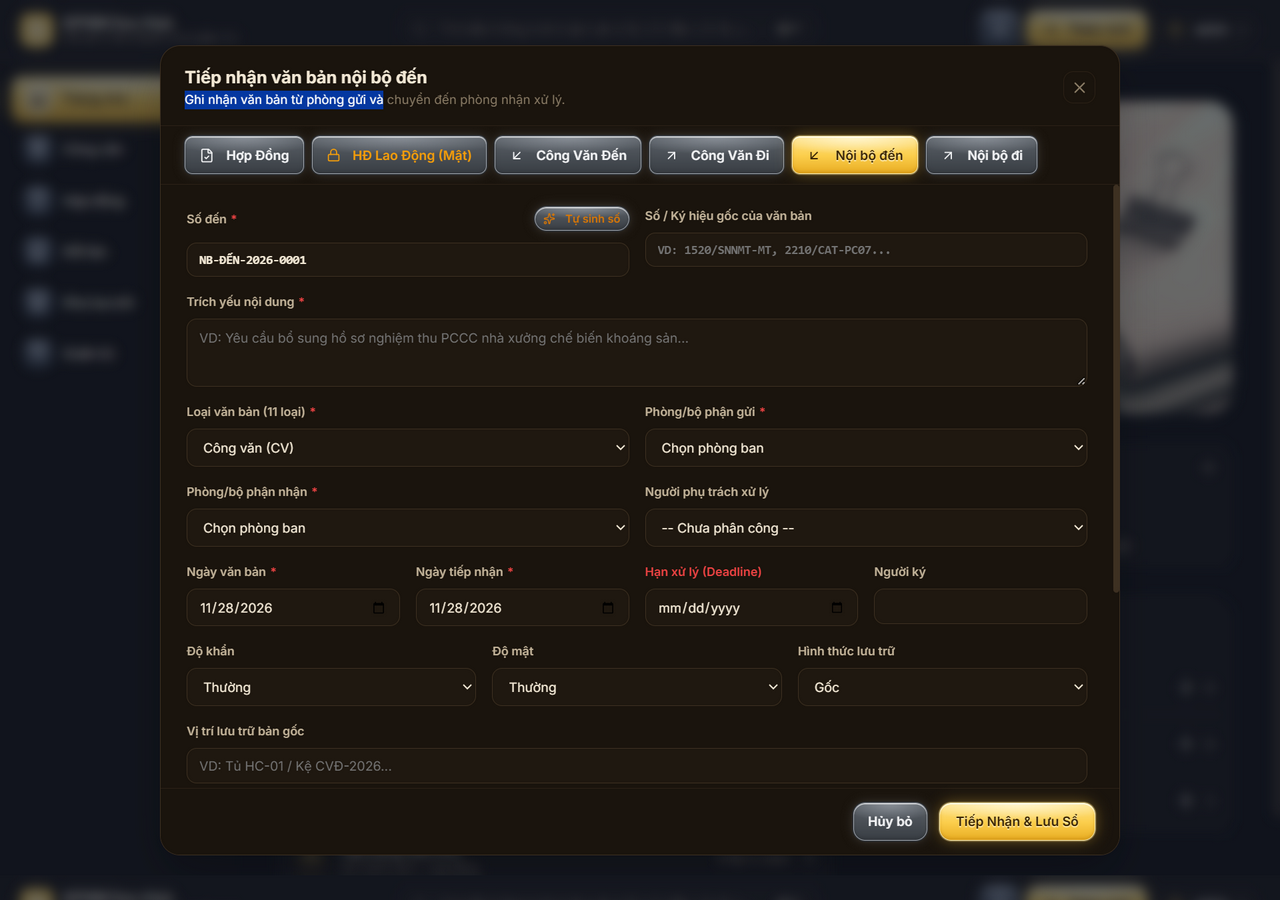 Tiếp nhận văn bản nội bộ đến
Ghi nhận văn bản từ phòng gửi và chuyển đến phòng nhận xử lý.
Hợp Đồng HĐ Lao Động (Mật) Công Văn Đến Công Văn Đi Nội bộ đến Nội bộ đi
Số đến * Tự sinh số Số / Ký hiệu gốc của văn bản
NB-ĐẾN-2026-0001 VD: 1520/SNNMT-MT, 2210/CAT-PC07...
Trích yếu nội dung *
VD: Yêu cầu bổ sung hồ sơ nghiệm thu PCCC nhà xưởng chế biến khoáng sản...
Loại văn bản (11 loại) * Phòng/bộ phận gửi *
Công văn (CV) Chọn phòng ban
Phòng/bộ phận nhận * Người phụ trách xử lý
Chọn phòng ban -- Chưa phân công --
Ngày văn bản * Ngày tiếp nhận * Hạn xử lý (Deadline) Người ký
11/28/2026 11/28/2026 mm/dd/yyyy
Độ khẩn Độ mật Hình thức lưu trữ
Thường Thường Gốc
Vị trí lưu trữ bản gốc
VD: Tủ HC-01 / Kệ CVĐ-2026...
Hủy bỏ Tiếp Nhận & Lưu Sổ